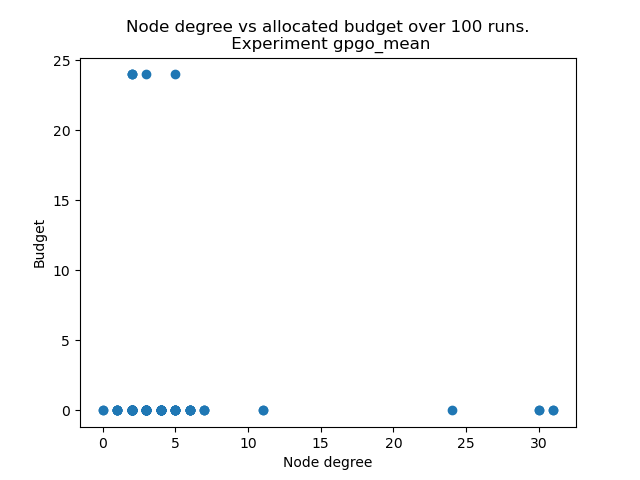 Node degree vs allocated budget over 100 runs.
Experiment gpgo_mean
25
20
15
10
5
0
Budget
0 5 10 15 20 25 30
Node degree